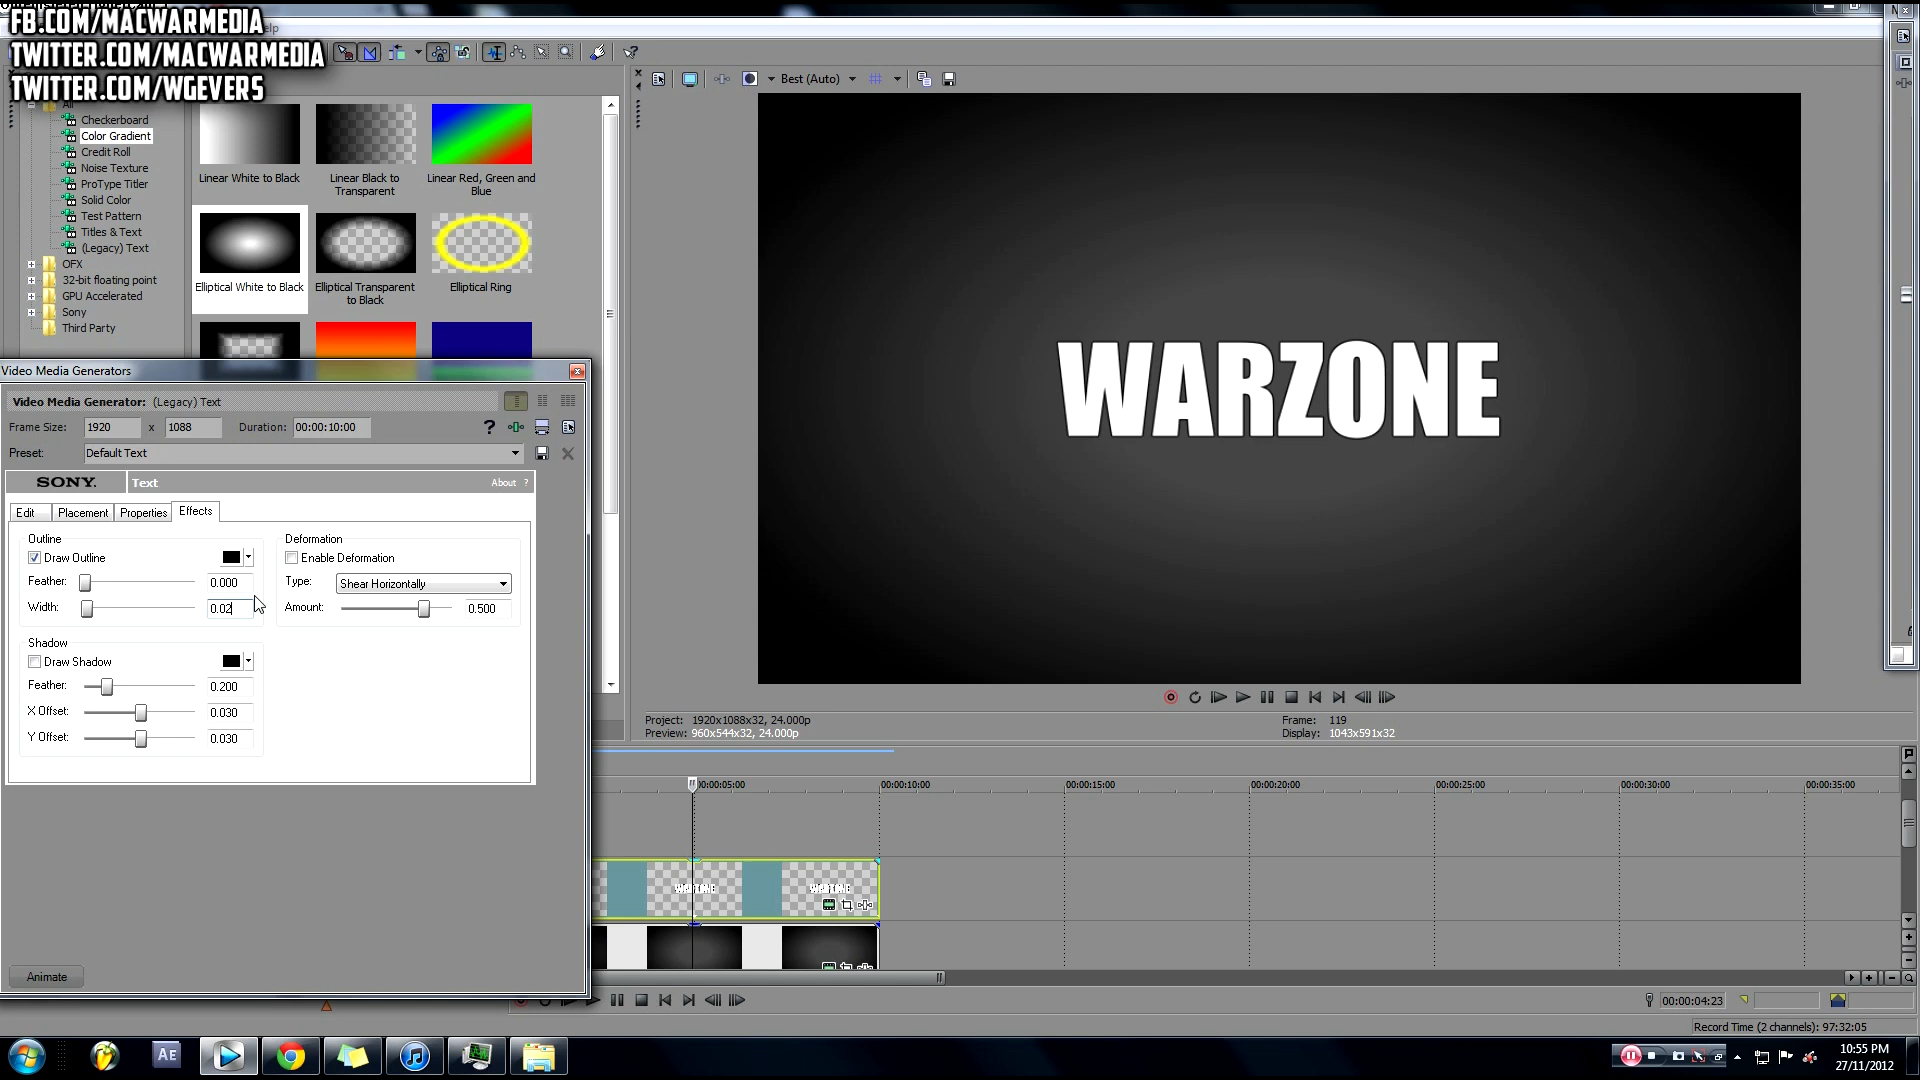 FB.COM/MACWARMEDIA
TWITTER.COM/MACWARMEDIA
TWITTER.COM/WGEVERS
Best (Auto)
All
Checkerboard
Color Gradient
Credit Roll
Noise Texture
ProType Titler
Solid Color
Test Pattern
Titles & Text
(Legacy) Text
OFX
32-bit floating point
GPU Accelerated
Sony
Third Party
Linear White to Black
Linear Black to Transparent
Linear Red, Green and Blue
Elliptical White to Black
Elliptical Transparent to Black
Elliptical Ring
WARZONE
Video Media Generators
Video Media Generator: (Legacy) Text
Frame Size: 1920 x 1088 Duration: 00:00:10:00
Preset: Default Text
SONY. Text About ?
Edit Placement Properties Effects
Outline
Draw Outline
Feather: 0.000
Width: 0.02
Deformation
Enable Deformation
Type: Shear Horizontally
Amount: 0.500
Shadow
Draw Shadow
Feather: 0.200
X Offset: 0.030
Y Offset: 0.030
Animate
Project: 1920x1088x32, 24.000p
Preview: 960x544x32, 24.000p
Frame: 119
Display: 1043x591x32
00:00:05:00 00:00:10:00 00:00:15:00 00:00:20:00 00:00:25:00 00:00:30:00 00:00:35:00
WARZONE WARZONE
00:00:04:23
Record Time (2 channels): 97:32:05
AE
10:55 PM
27/11/2012